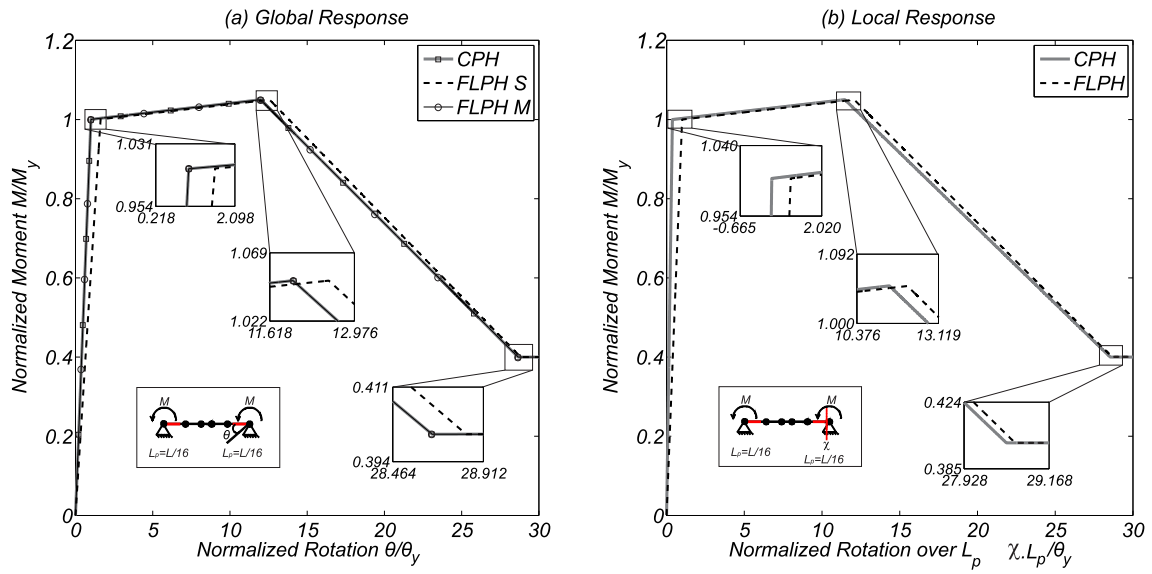 (a) Global Response
1.2
1
0.8
0.6
0.4
0.2
0
0 5 10 15 20 25 30
Normalized Moment M/My
Normalized Rotation θ/θy
CPH
FLPH S
FLPH M
1.031
0.954
0.218 2.098
1.069
1.022
11.618 12.976
0.411
0.394
28.464 28.912
M M
θ
Lp=L/16 Lp=L/16
(b) Local Response
1.2
1
0.8
0.6
0.4
0.2
0
0 5 10 15 20 25 30
Normalized Moment M/My
Normalized Rotation over Lp χ.Lp/θy
CPH
FLPH
1.040
0.954
-0.665 2.020
1.092
1.000
10.376 13.119
0.424
0.385
27.928 29.168
M M
χ
Lp=L/16 Lp=L/16